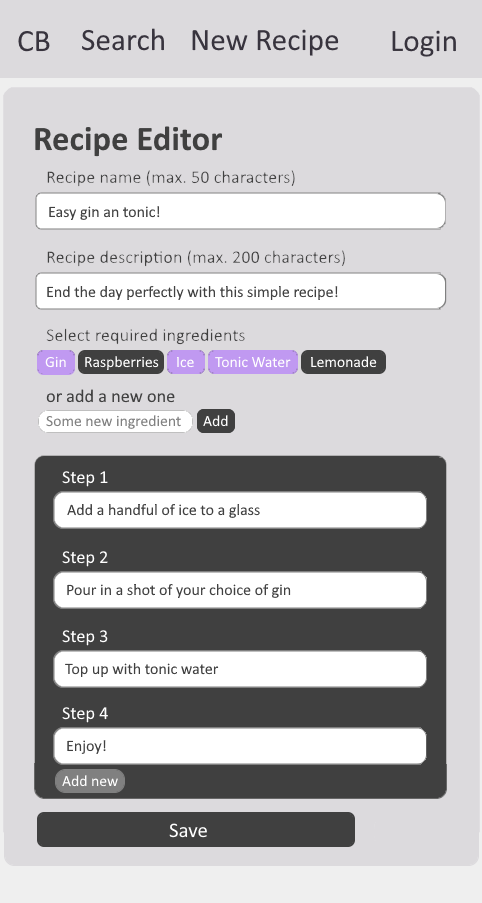 CB Search New Recipe Login
Recipe Editor
Recipe name (max. 50 characters)
Easy gin an tonic!
Recipe description (max. 200 characters)
End the day perfectly with this simple recipe!
Select required ingredients
Gin Raspberries Ice Tonic Water Lemonade
or add a new one
Some new ingredient Add
Step 1
Add a handful of ice to a glass
Step 2
Pour in a shot of your choice of gin
Step 3
Top up with tonic water
Step 4
Enjoy!
Add new
Save